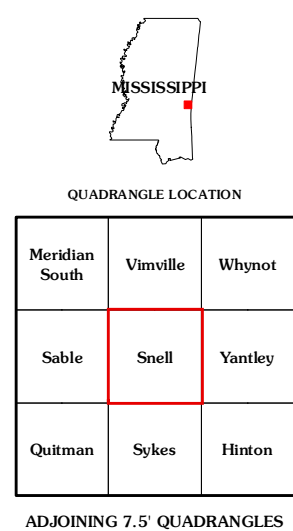 MISSISSIPPI
QUADRANGLE LOCATION
Meridian South
Vimville
Whynot
Sable
Snell
Yantley
Quitman
Sykes
Hinton
ADJOINING 7.5' QUADRANGLES